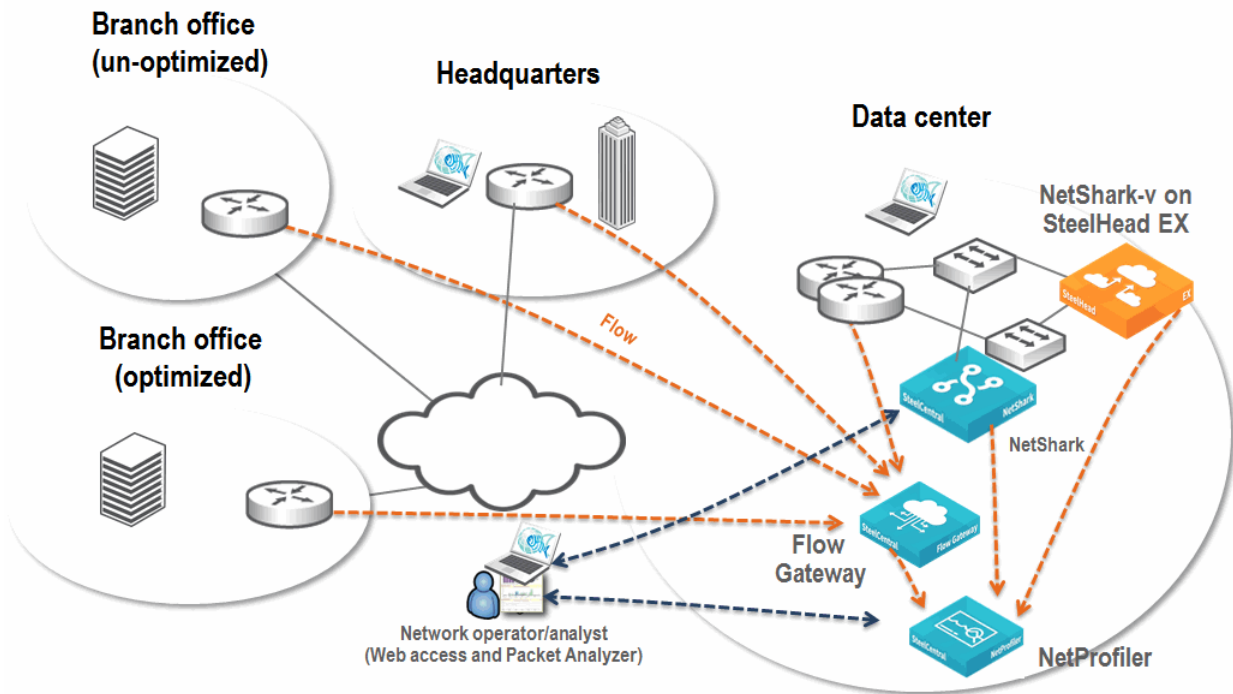 Branch office
(un-optimized)
Headquarters
Data center
NetShark-v on
SteelHead EX
SteelHead
EX
Flow
Branch office
(optimized)
SteelCentral
NetShark
NetShark
SteelCentral
Flow Gateway
Flow
Gateway
Network operator/analyst
(Web access and Packet Analyzer)
SteelCentral
NetProfiler
NetProfiler